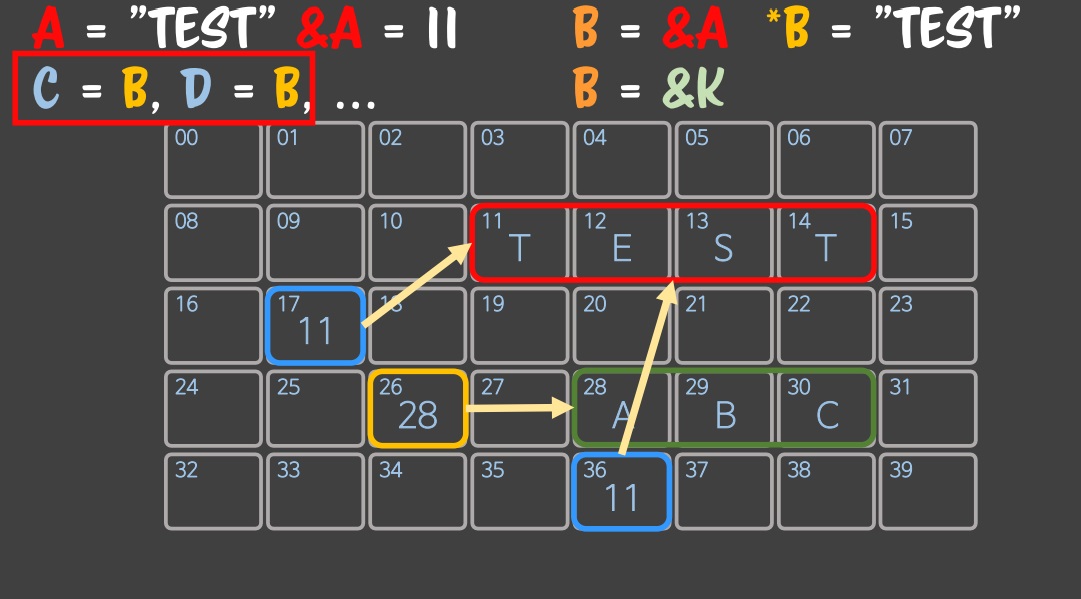 A = "TEST" &A = 11 B = &A *B = "TEST"
C = B, D = B, ... B = &K
00 01 02 03 04 05 06 07
08 09 10 11 12 13 14 15
T E S T
16 17 18 19 20 21 22 23
11
24 25 26 27 28 29 30 31
28 A B C
32 33 34 35 36 37 38 39
11